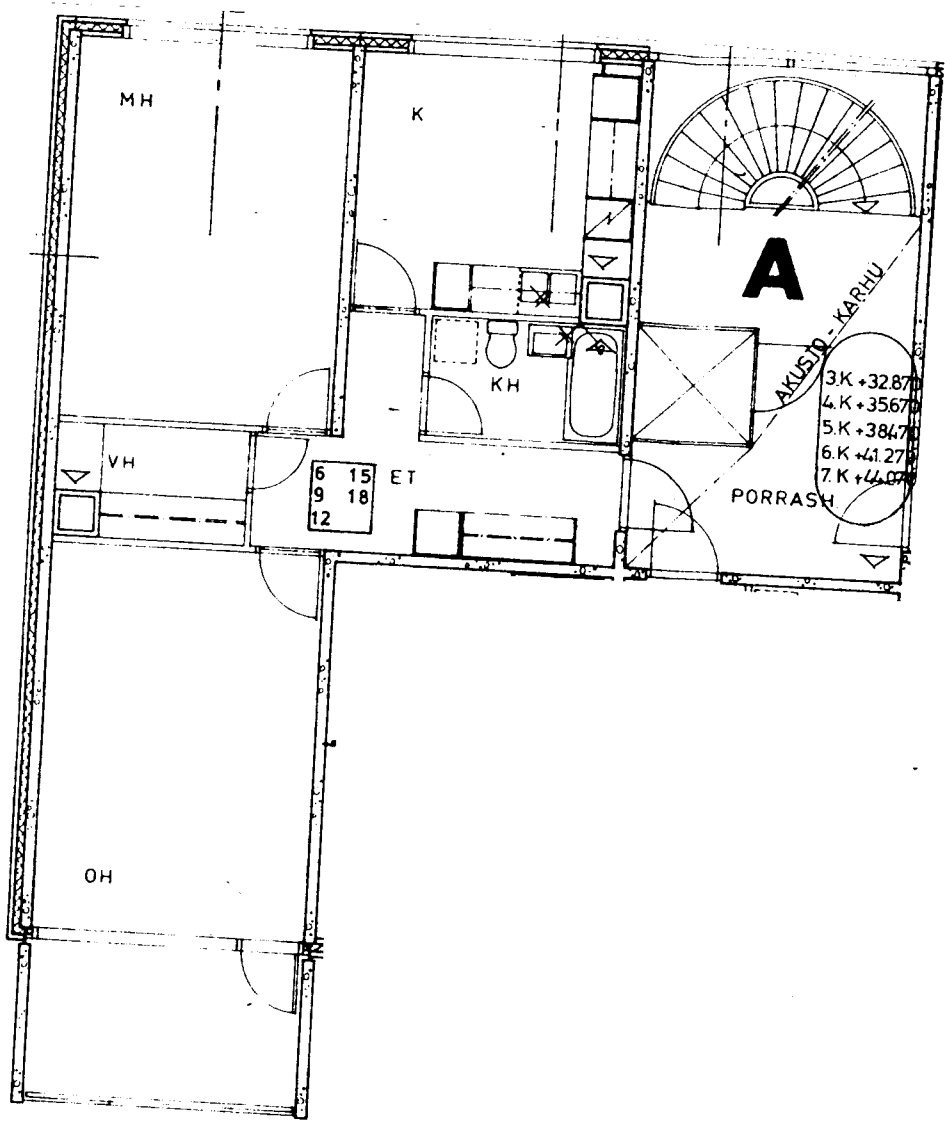 MH
K
A
AKUSTO-KARHU
3.K +32.870
4.K +35.670
5.K +38.470
6.K +41.270
7.K +44.070
KH
VH
6 15
9 18
12
ET
PORRASH
OH